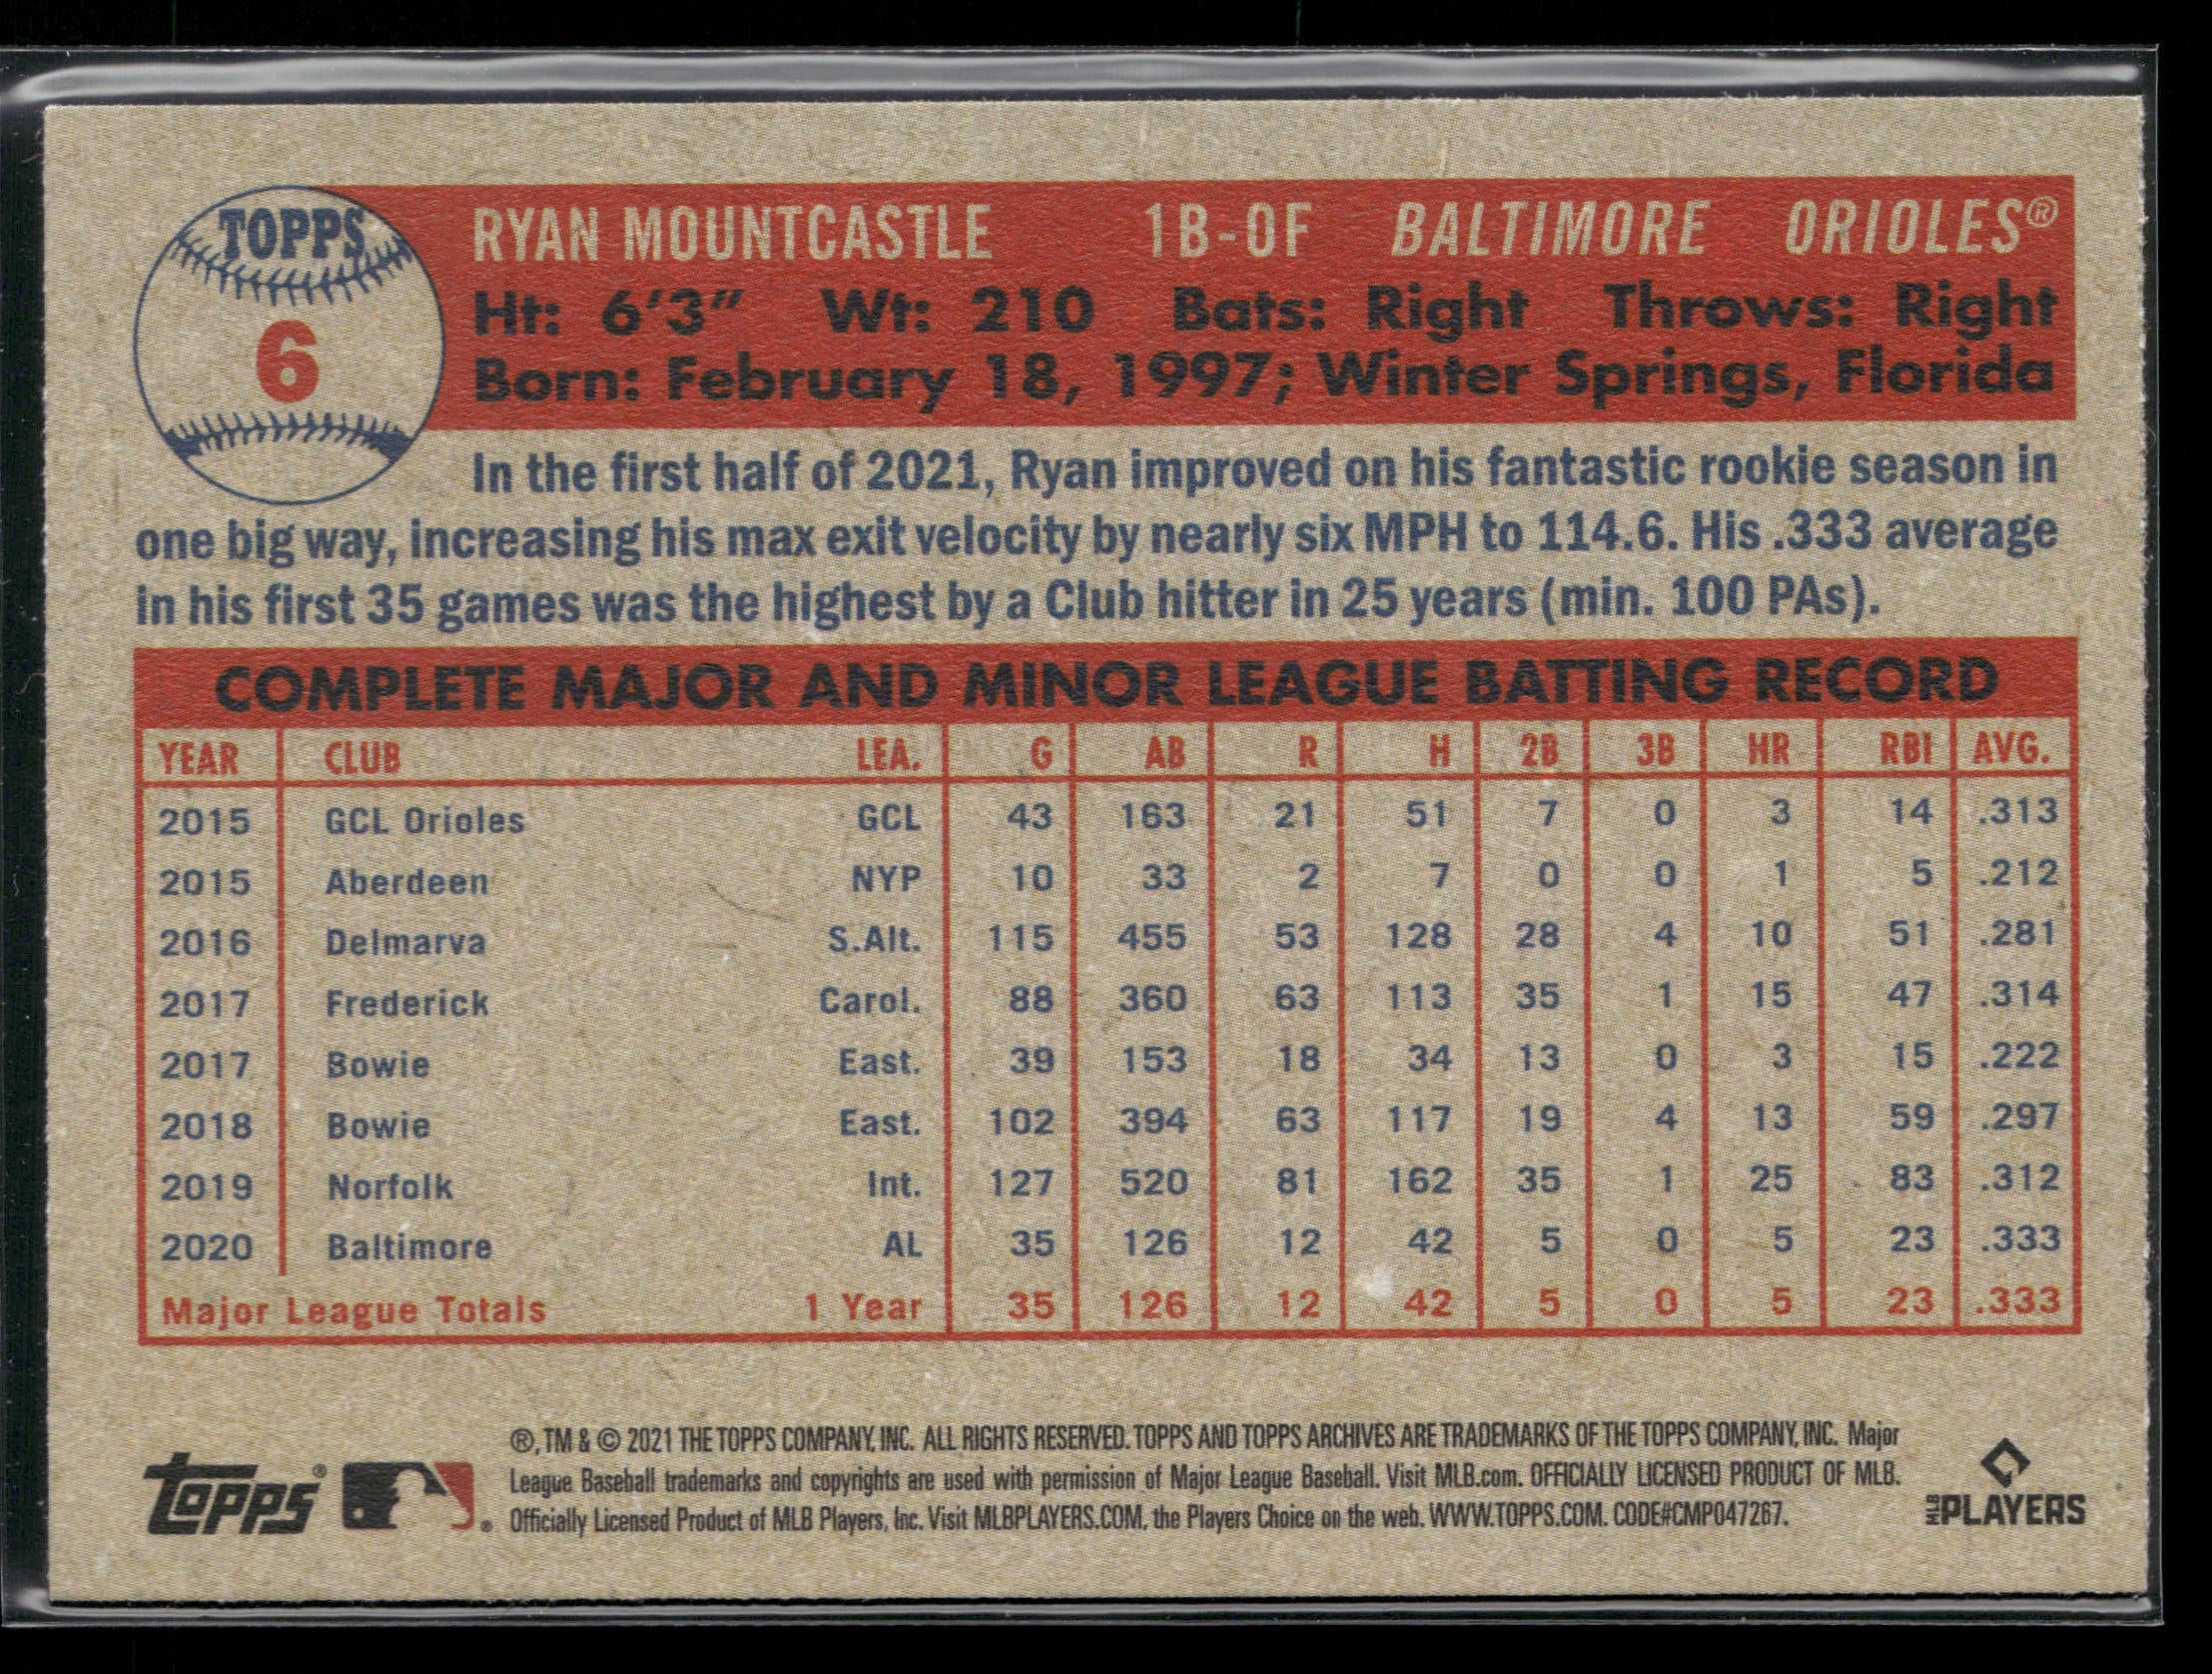 TOPPS
6
RYAN MOUNTCASTLE 1B-OF BALTIMORE ORIOLES®
Ht: 6'3" Wt: 210 Bats: Right Throws: Right
Born: February 18, 1997; Winter Springs, Florida
In the first half of 2021, Ryan improved on his fantastic rookie season in
one big way, increasing his max exit velocity by nearly six MPH to 114.6. His .333 average
in his first 35 games was the highest by a Club hitter in 25 years (min. 100 PAs).
COMPLETE MAJOR AND MINOR LEAGUE BATTING RECORD
YEAR CLUB LEA. G AB R H 2B 3B HR RBI AVG.
2015 GCL Orioles GCL 43 163 21 51 7 0 3 14 .313
2015 Aberdeen NYP 10 33 2 7 0 0 1 5 .212
2016 Delmarva S.Alt. 115 455 53 128 28 4 10 51 .281
2017 Frederick Carol. 88 360 63 113 35 1 15 47 .314
2017 Bowie East. 39 153 18 34 13 0 3 15 .222
2018 Bowie East. 102 394 63 117 19 4 13 59 .297
2019 Norfolk Int. 127 520 81 162 35 1 25 83 .312
2020 Baltimore AL 35 126 12 42 5 0 5 23 .333
Major League Totals 1 Year 35 126 12 42 5 0 5 23 .333
®, TM & © 2021 THE TOPPS COMPANY, INC. ALL RIGHTS RESERVED. TOPPS AND TOPPS ARCHIVES ARE TRADEMARKS OF THE TOPPS COMPANY, INC. Major
League Baseball trademarks and copyrights are used with permission of Major League Baseball. Visit MLB.com. OFFICIALLY LICENSED PRODUCT OF MLB.
Officially Licensed Product of MLB Players, Inc. Visit MLBPLAYERS.COM, the Players Choice on the web. WWW.TOPPS.COM. CODE#CMP047267.
topps®
MLB PLAYERS